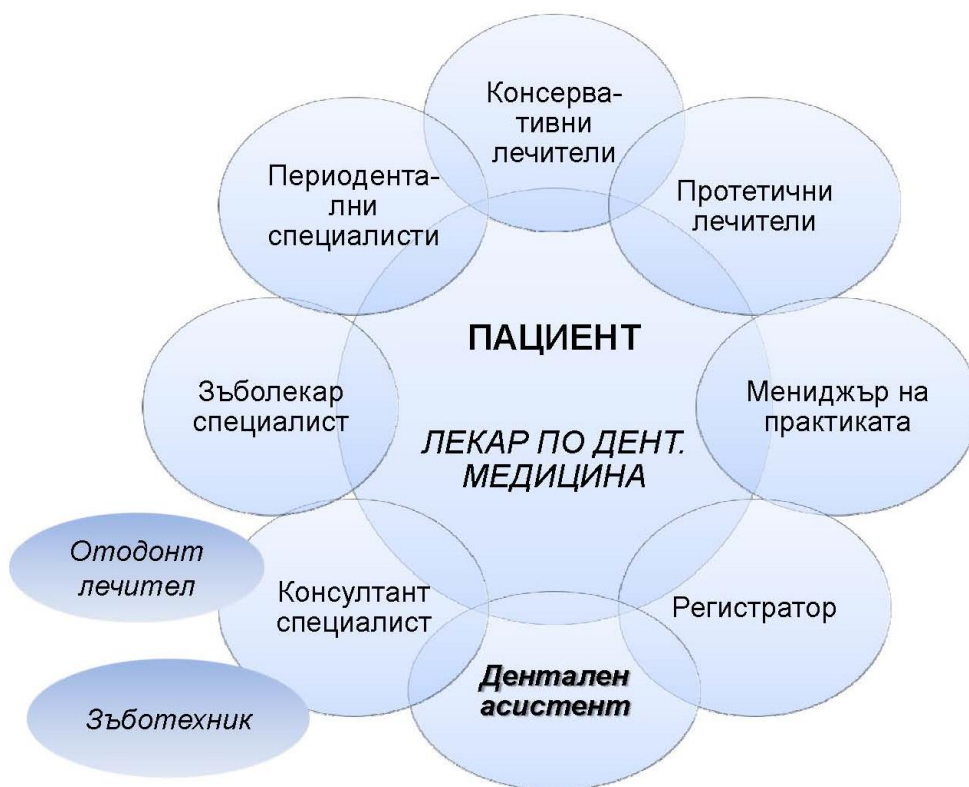 Консерва-
тивни
лечители
Периодента-
лни
специалисти
Протетични
лечители
ПАЦИЕНТ
Зъболекар
специалист
Мениджър на
практиката
ЛЕКАР ПО ДЕНТ.
МЕДИЦИНА
Отодонт
лечител
Консултант
специалист
Регистратор
Дентален
асистент
Зъботехник